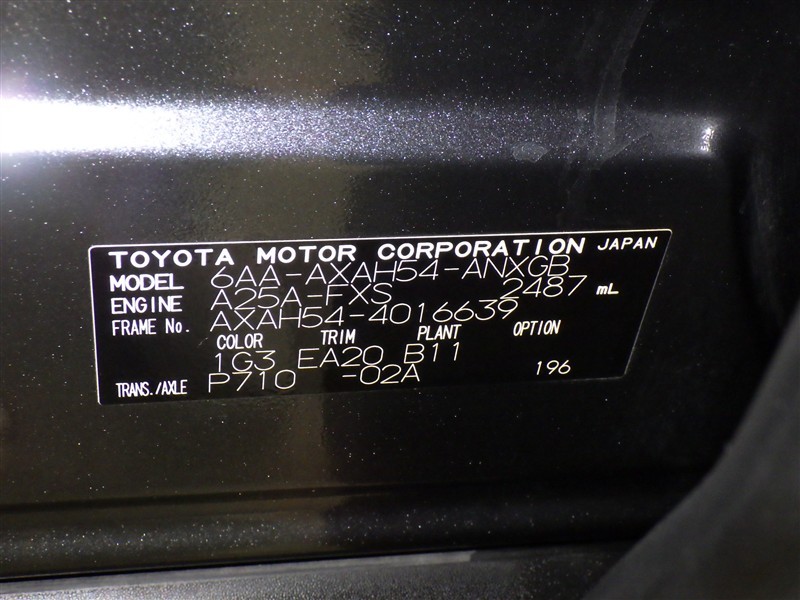 TOYOTA MOTOR CORPORATION JAPAN
MODEL 6AA-AXAH54-ANXGB
ENGINE A25A-FXS 2487 mL
FRAME No. AXAH54-4016639
COLOR TRIM PLANT OPTION
1G3 EA20 B11
TRANS./AXLE P710 -02A 196